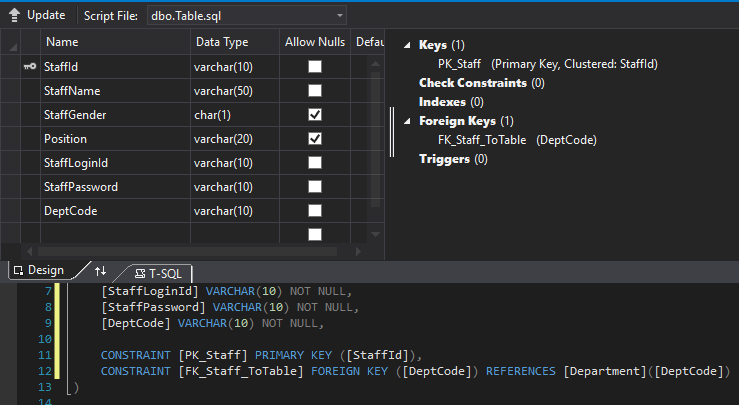 Update Script File: dbo.Table.sql
Name Data Type Allow Nulls Defau
StaffId varchar(10)
StaffName varchar(50)
StaffGender char(1)
Position varchar(20)
StaffLoginId varchar(10)
StaffPassword varchar(10)
DeptCode varchar(10)
Keys (1)
PK_Staff (Primary Key, Clustered: StaffId)
Check Constraints (0)
Indexes (0)
Foreign Keys (1)
FK_Staff_ToTable (DeptCode)
Triggers (0)
Design T-SQL
7 [StaffLoginId] VARCHAR(10) NOT NULL,
8 [StaffPassword] VARCHAR(10) NOT NULL,
9 [DeptCode] VARCHAR(10) NOT NULL,
10
11 CONSTRAINT [PK_Staff] PRIMARY KEY ([StaffId]),
12 CONSTRAINT [FK_Staff_ToTable] FOREIGN KEY ([DeptCode]) REFERENCES [Department]([DeptCode])
13 )
14